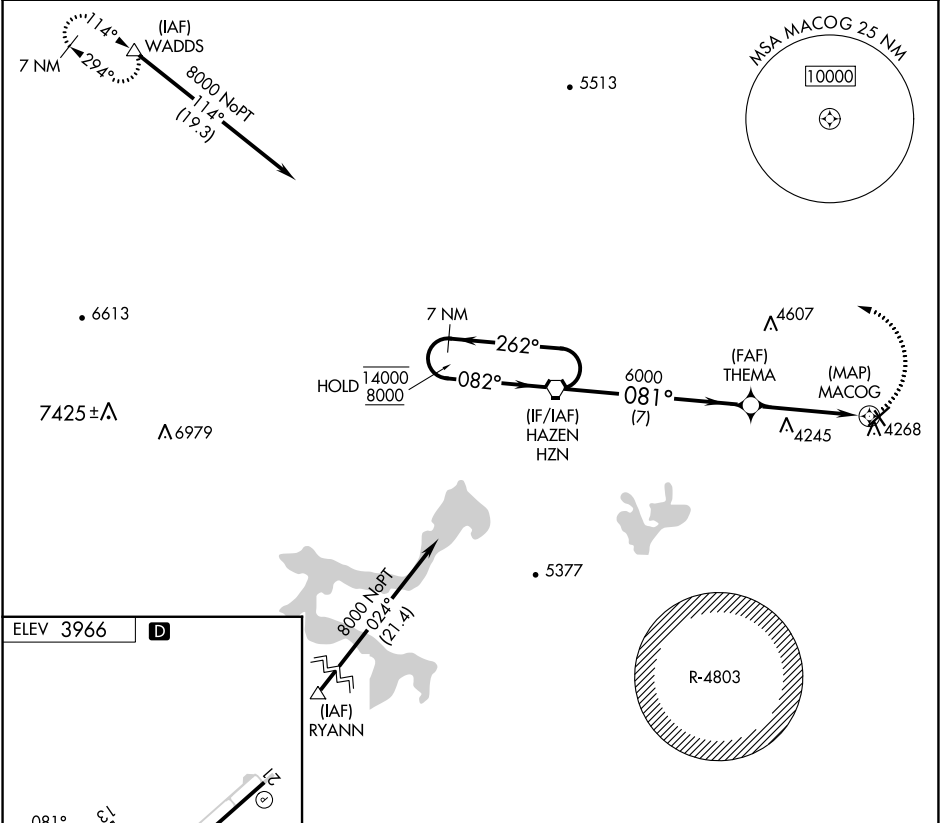 114°
294°
7 NM
(IAF)
WADDS
8000 NoPT
114°
(19.3)
5513
MSA MACOG 25 NM
10000
6613
7425±
6979
7 NM
262°
082°
HOLD
14000
8000
(IF/IAF)
HAZEN
HZN
6000
081°
(7)
(FAF)
THEMA
4607
(MAP)
MACOG
4245
4268
5377
8000 NoPT
024°
(21.4)
(IAF)
RYANN
R-4803
ELEV 3966
D
081°
13
21
P